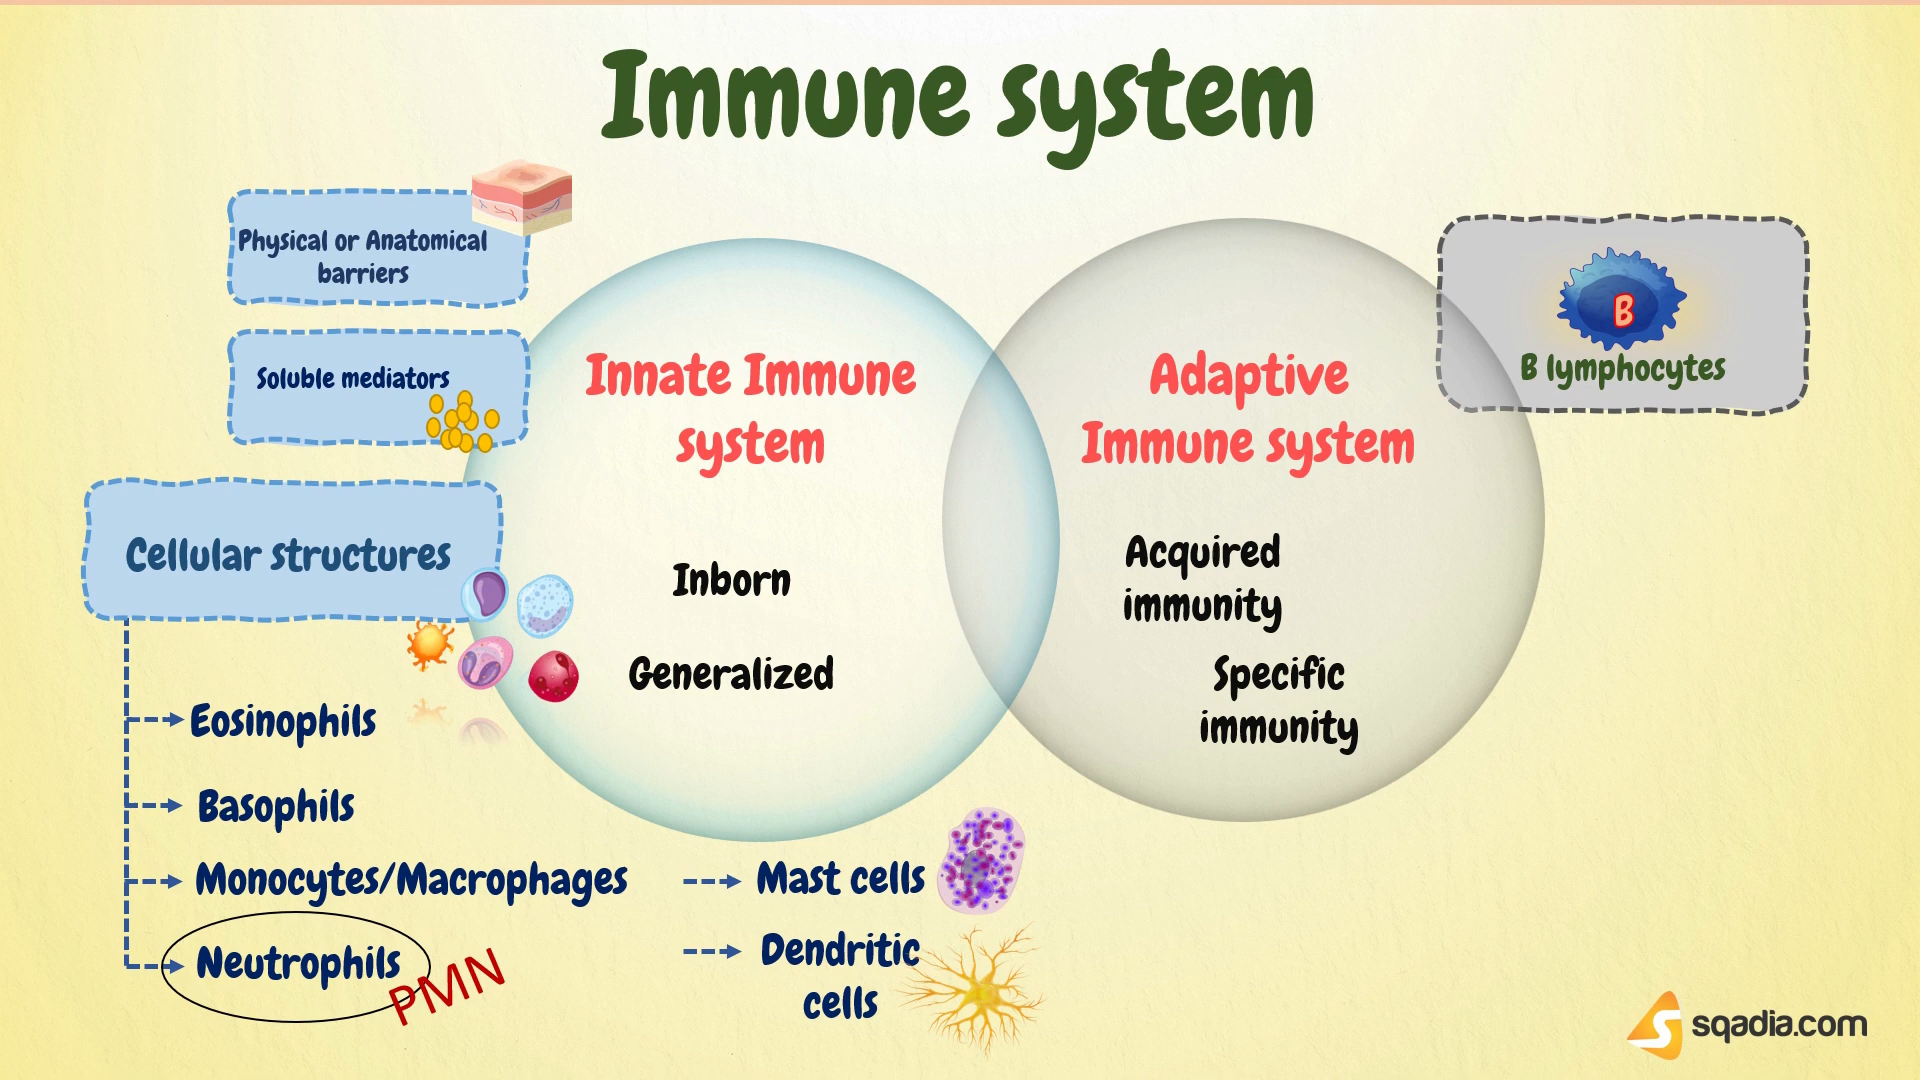 Immune system
Physical or Anatomical
barriers
Soluble mediators
Cellular structures
Eosinophils
Basophils
Monocytes/Macrophages
Neutrophils
PMN
Mast cells
Dendritic
cells
Innate Immune
system
Inborn
Generalized
Adaptive
Immune system
Acquired
immunity
Specific
immunity
B
B lymphocytes
sqadia.com